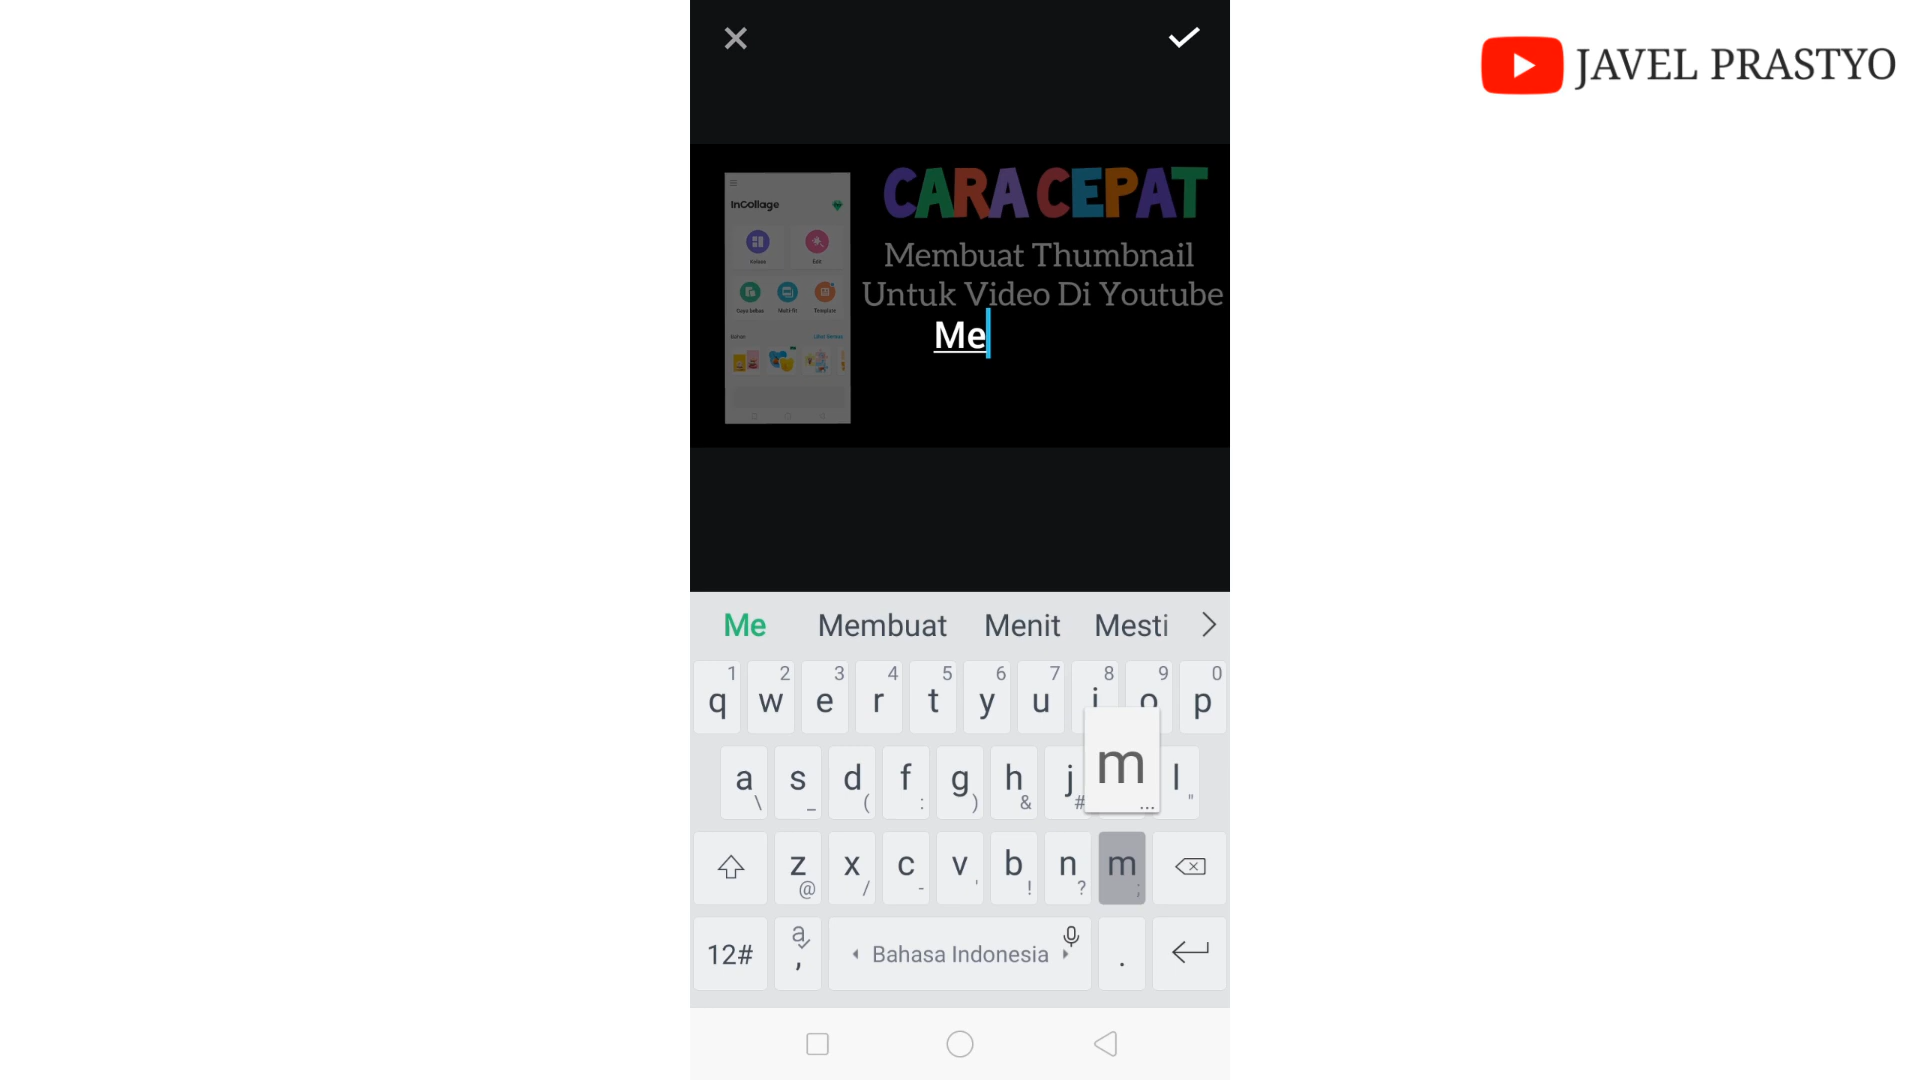 JAVEL PRASTYO
CARA CEPAT
Membuat Thumbnail
Untuk Video Di Youtube
Me
InCollage
Edit
Me Membuat Menit Mesti
1 2 3 4 5 6 7 8 9 0
q w e r t y u i o p
m
a s d f g h j l
\ _ ( : ) & # ... "
z x c v b n m
@ / - ' ! ? ;
12# a , Bahasa Indonesia .